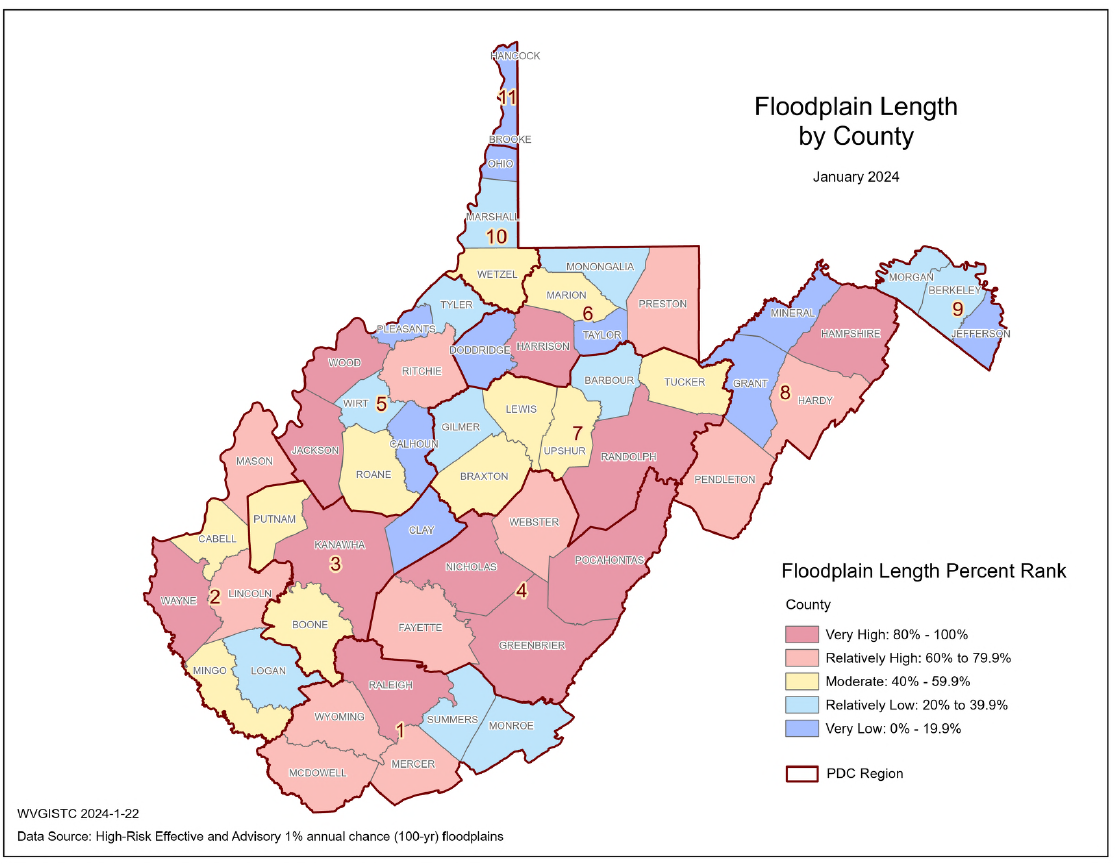 Floodplain Length
by County
January 2024
HANCOCK
11
BROOKE
OHIO
MARSHALL
10
WETZEL
MONONGALIA
MORGAN
BERKELEY
9
JEFFERSON
TYLER
MARION
6
PRESTON
MINERAL
HAMPSHIRE
PLEASANTS
DODDRIDGE
HARRISON
TAYLOR
WOOD
RITCHIE
BARBOUR
TUCKER
GRANT
8
HARDY
WIRT
5
LEWIS
GILMER
CALHOUN
UPSHUR
7
RANDOLPH
JACKSON
MASON
ROANE
BRAXTON
PENDLETON
PUTNAM
CABELL
KANAWHA
3
CLAY
WEBSTER
NICHOLAS
POCAHONTAS
4
WAYNE
2
LINCOLN
BOONE
FAYETTE
GREENBRIER
MINGO
LOGAN
RALEIGH
WYOMING
1
SUMMERS
MONROE
MCDOWELL
MERCER
Floodplain Length Percent Rank
County
Very High: 80% - 100%
Relatively High: 60% to 79.9%
Moderate: 40% - 59.9%
Relatively Low: 20% to 39.9%
Very Low: 0% - 19.9%
PDC Region
WVGISTC 2024-1-22
Data Source: High-Risk Effective and Advisory 1% annual chance (100-yr) floodplains